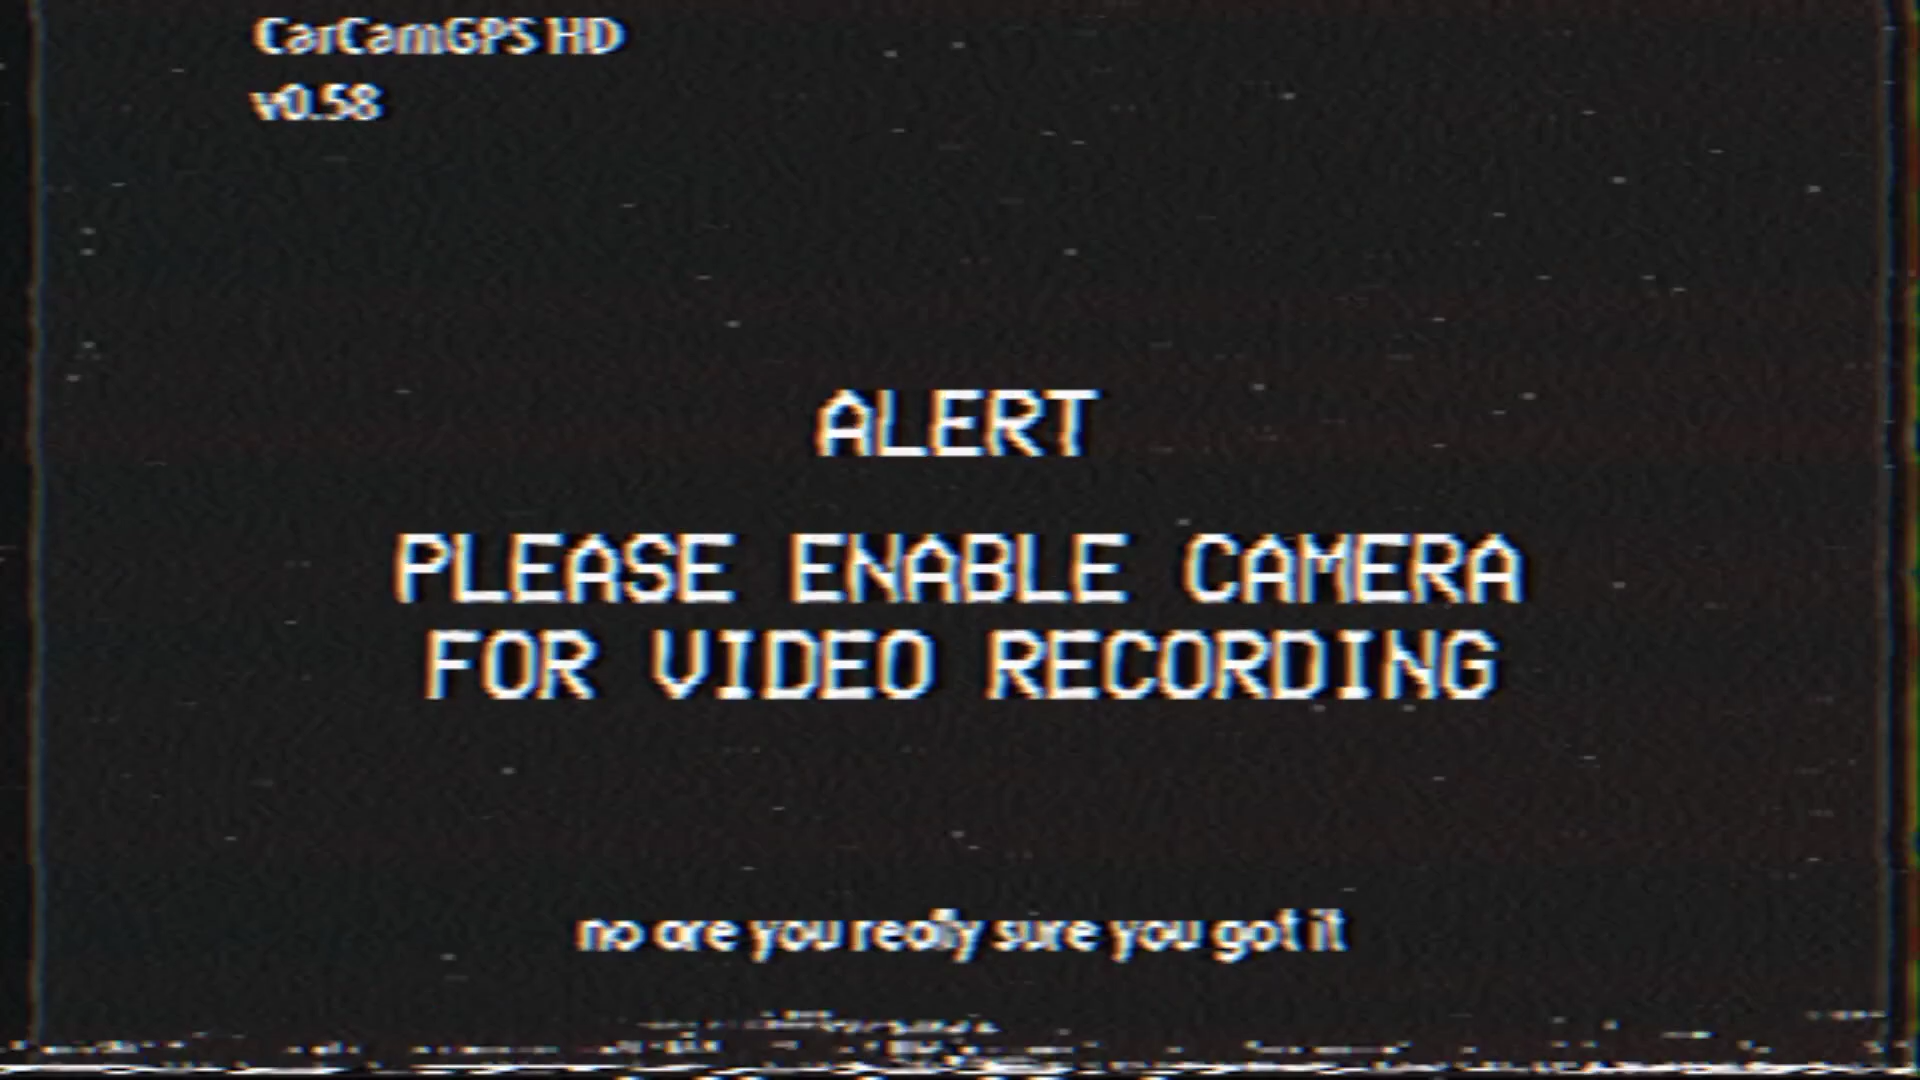 CarCamGPS HD
v0.58
ALERT
PLEASE ENABLE CAMERA
FOR VIDEO RECORDING
no are you really sure you got it